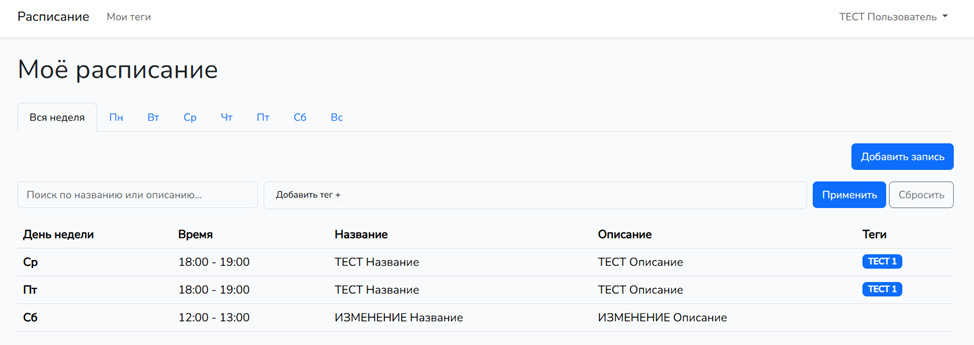 Расписание Мои теги ТЕСТ Пользователь
Моё расписание
Вся неделя Пн Вт Ср Чт Пт Сб Вс
Добавить запись
Поиск по названию или описанию... Добавить тег + Применить Сбросить
День недели Время Название Описание Теги
Ср 18:00 - 19:00 ТЕСТ Название ТЕСТ Описание ТЕСТ 1
Пт 18:00 - 19:00 ТЕСТ Название ТЕСТ Описание ТЕСТ 1
Сб 12:00 - 13:00 ИЗМЕНЕНИЕ Название ИЗМЕНЕНИЕ Описание